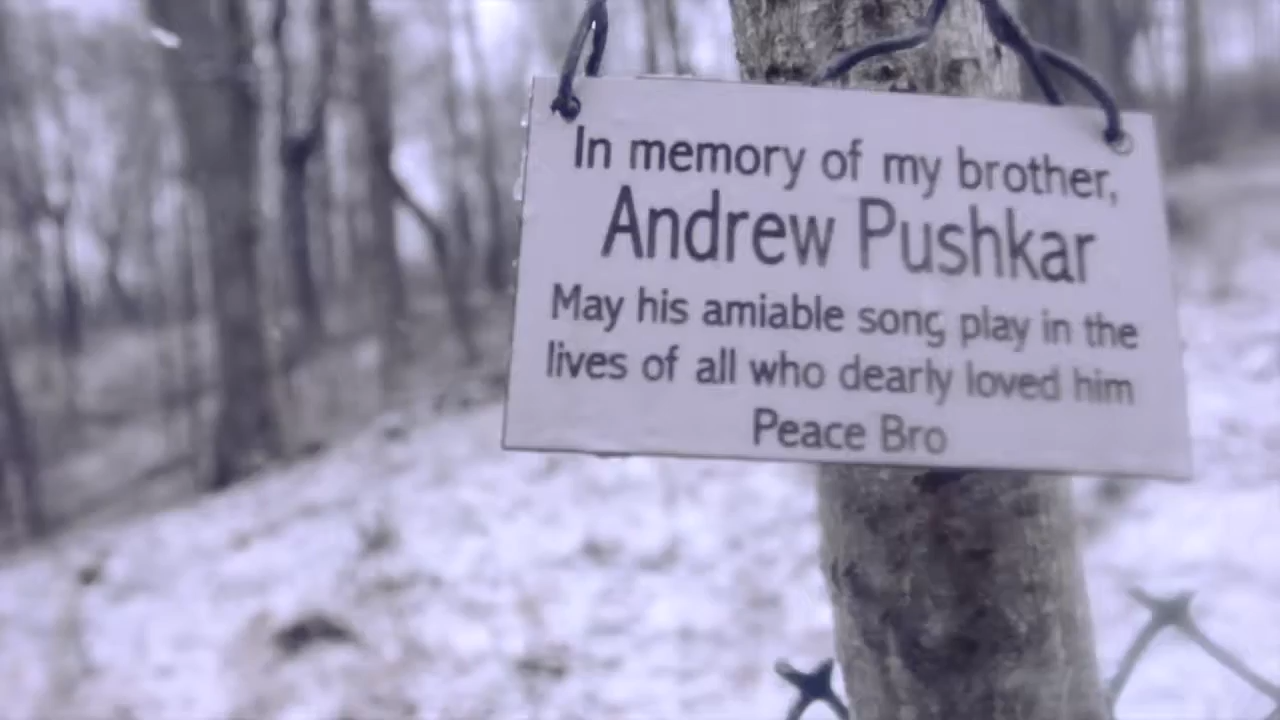 In memory of my brother,
Andrew Pushkar
May his amiable song play in the
lives of all who dearly loved him
Peace Bro